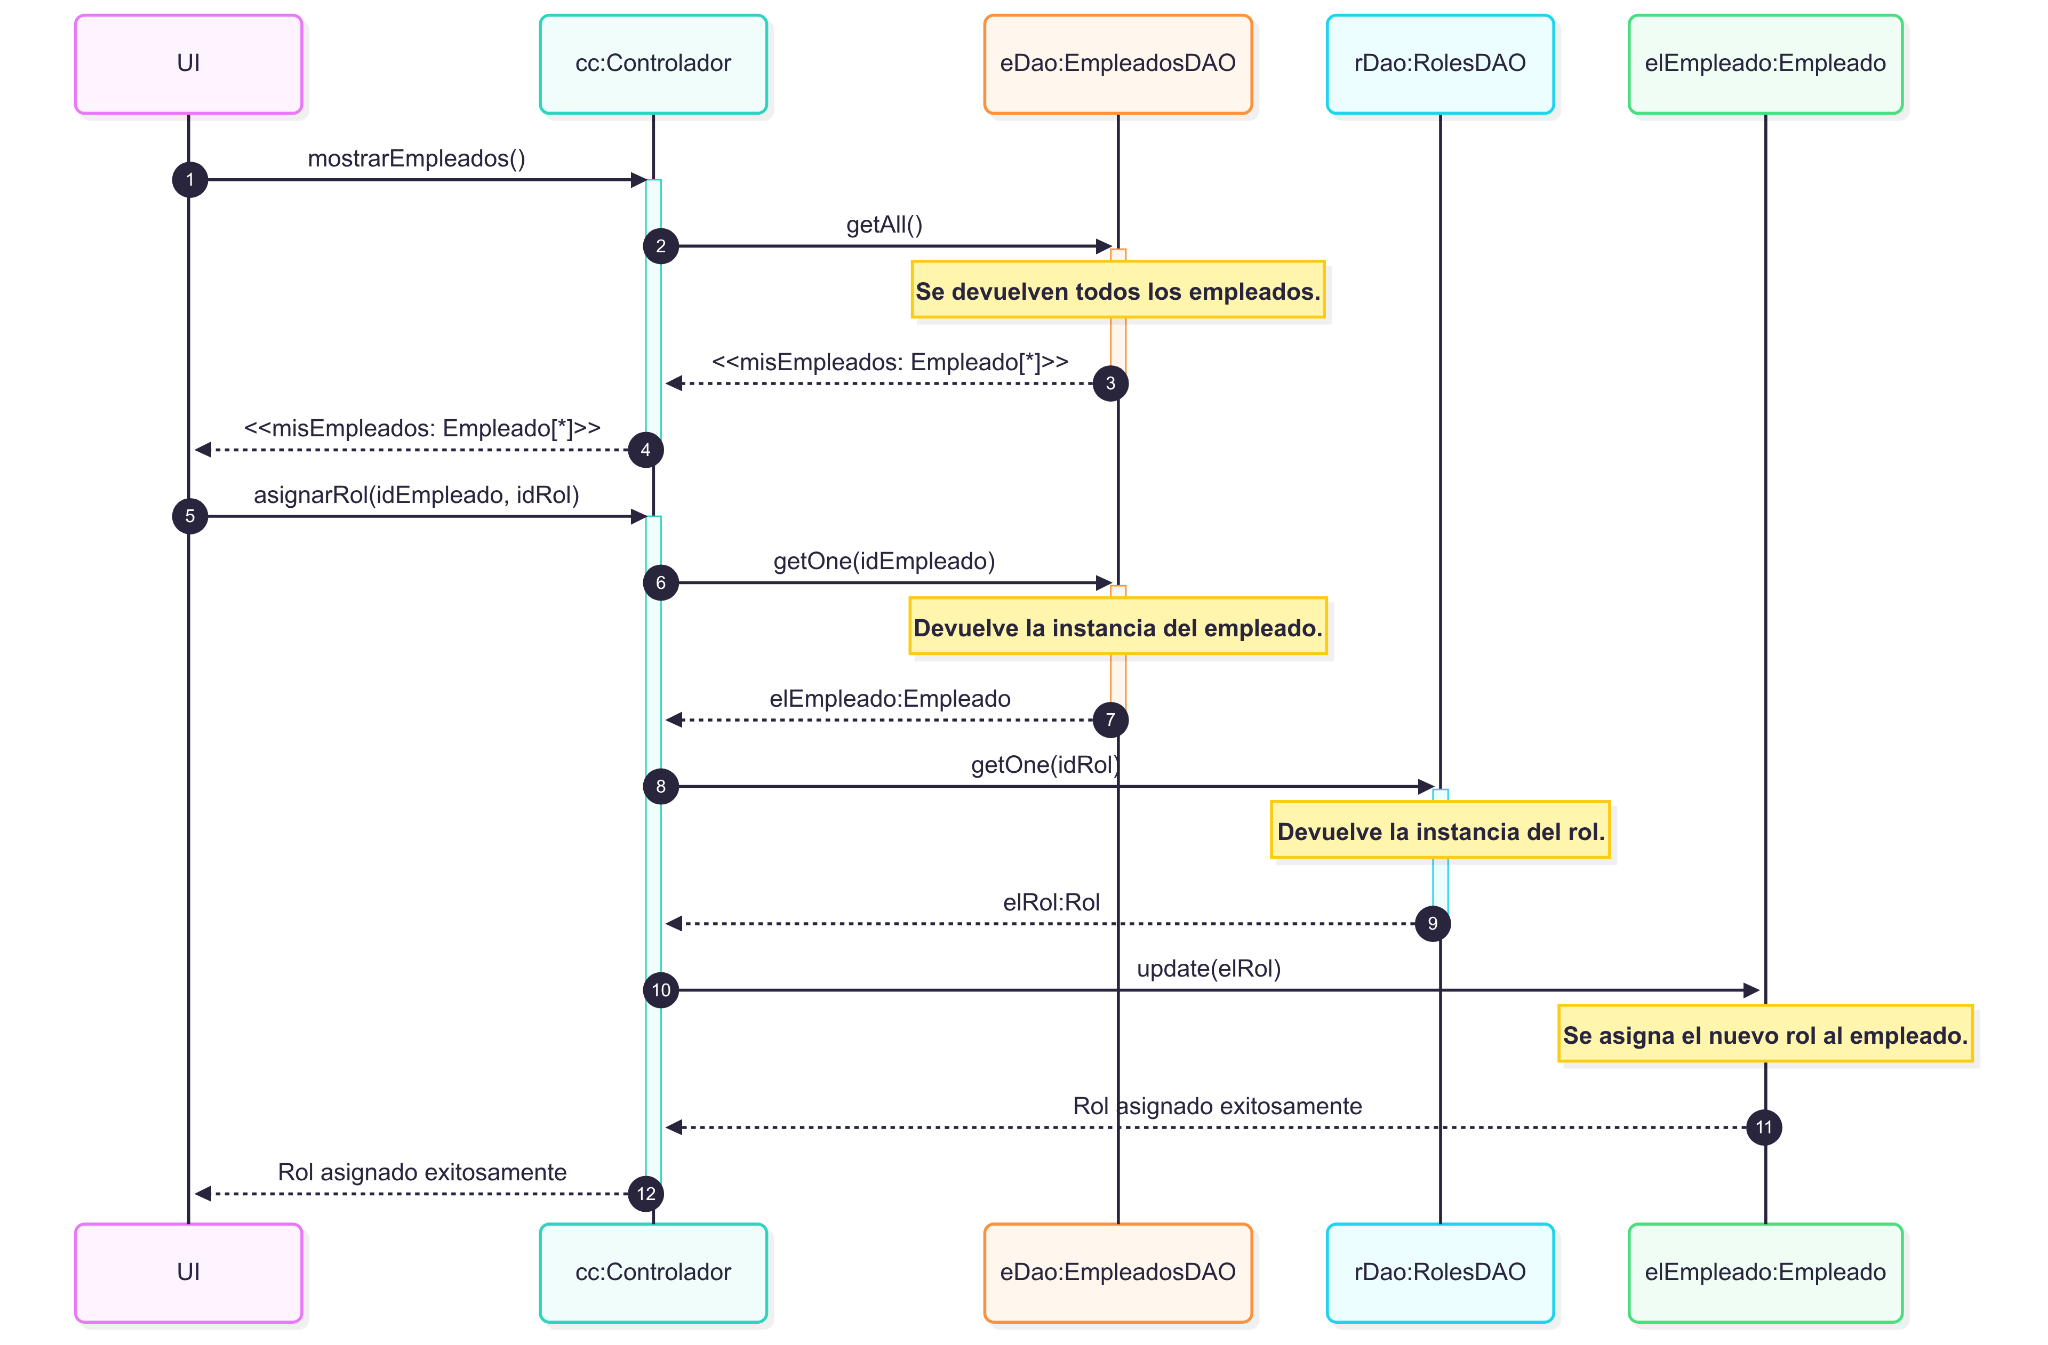 UI
cc:Controlador
eDao:EmpleadosDAO
rDao:RolesDAO
elEmpleado:Empleado
mostrarEmpleados()
1
getAll()
2
Se devuelven todos los empleados.
<<misEmpleados: Empleado[*]>>
3
<<misEmpleados: Empleado[*]>>
4
asignarRol(idEmpleado, idRol)
5
getOne(idEmpleado)
6
Devuelve la instancia del empleado.
elEmpleado:Empleado
7
getOne(idRol)
8
Devuelve la instancia del rol.
elRol:Rol
9
update(elRol)
10
Se asigna el nuevo rol al empleado.
Rol asignado exitosamente
11
Rol asignado exitosamente
12
UI
cc:Controlador
eDao:EmpleadosDAO
rDao:RolesDAO
elEmpleado:Empleado